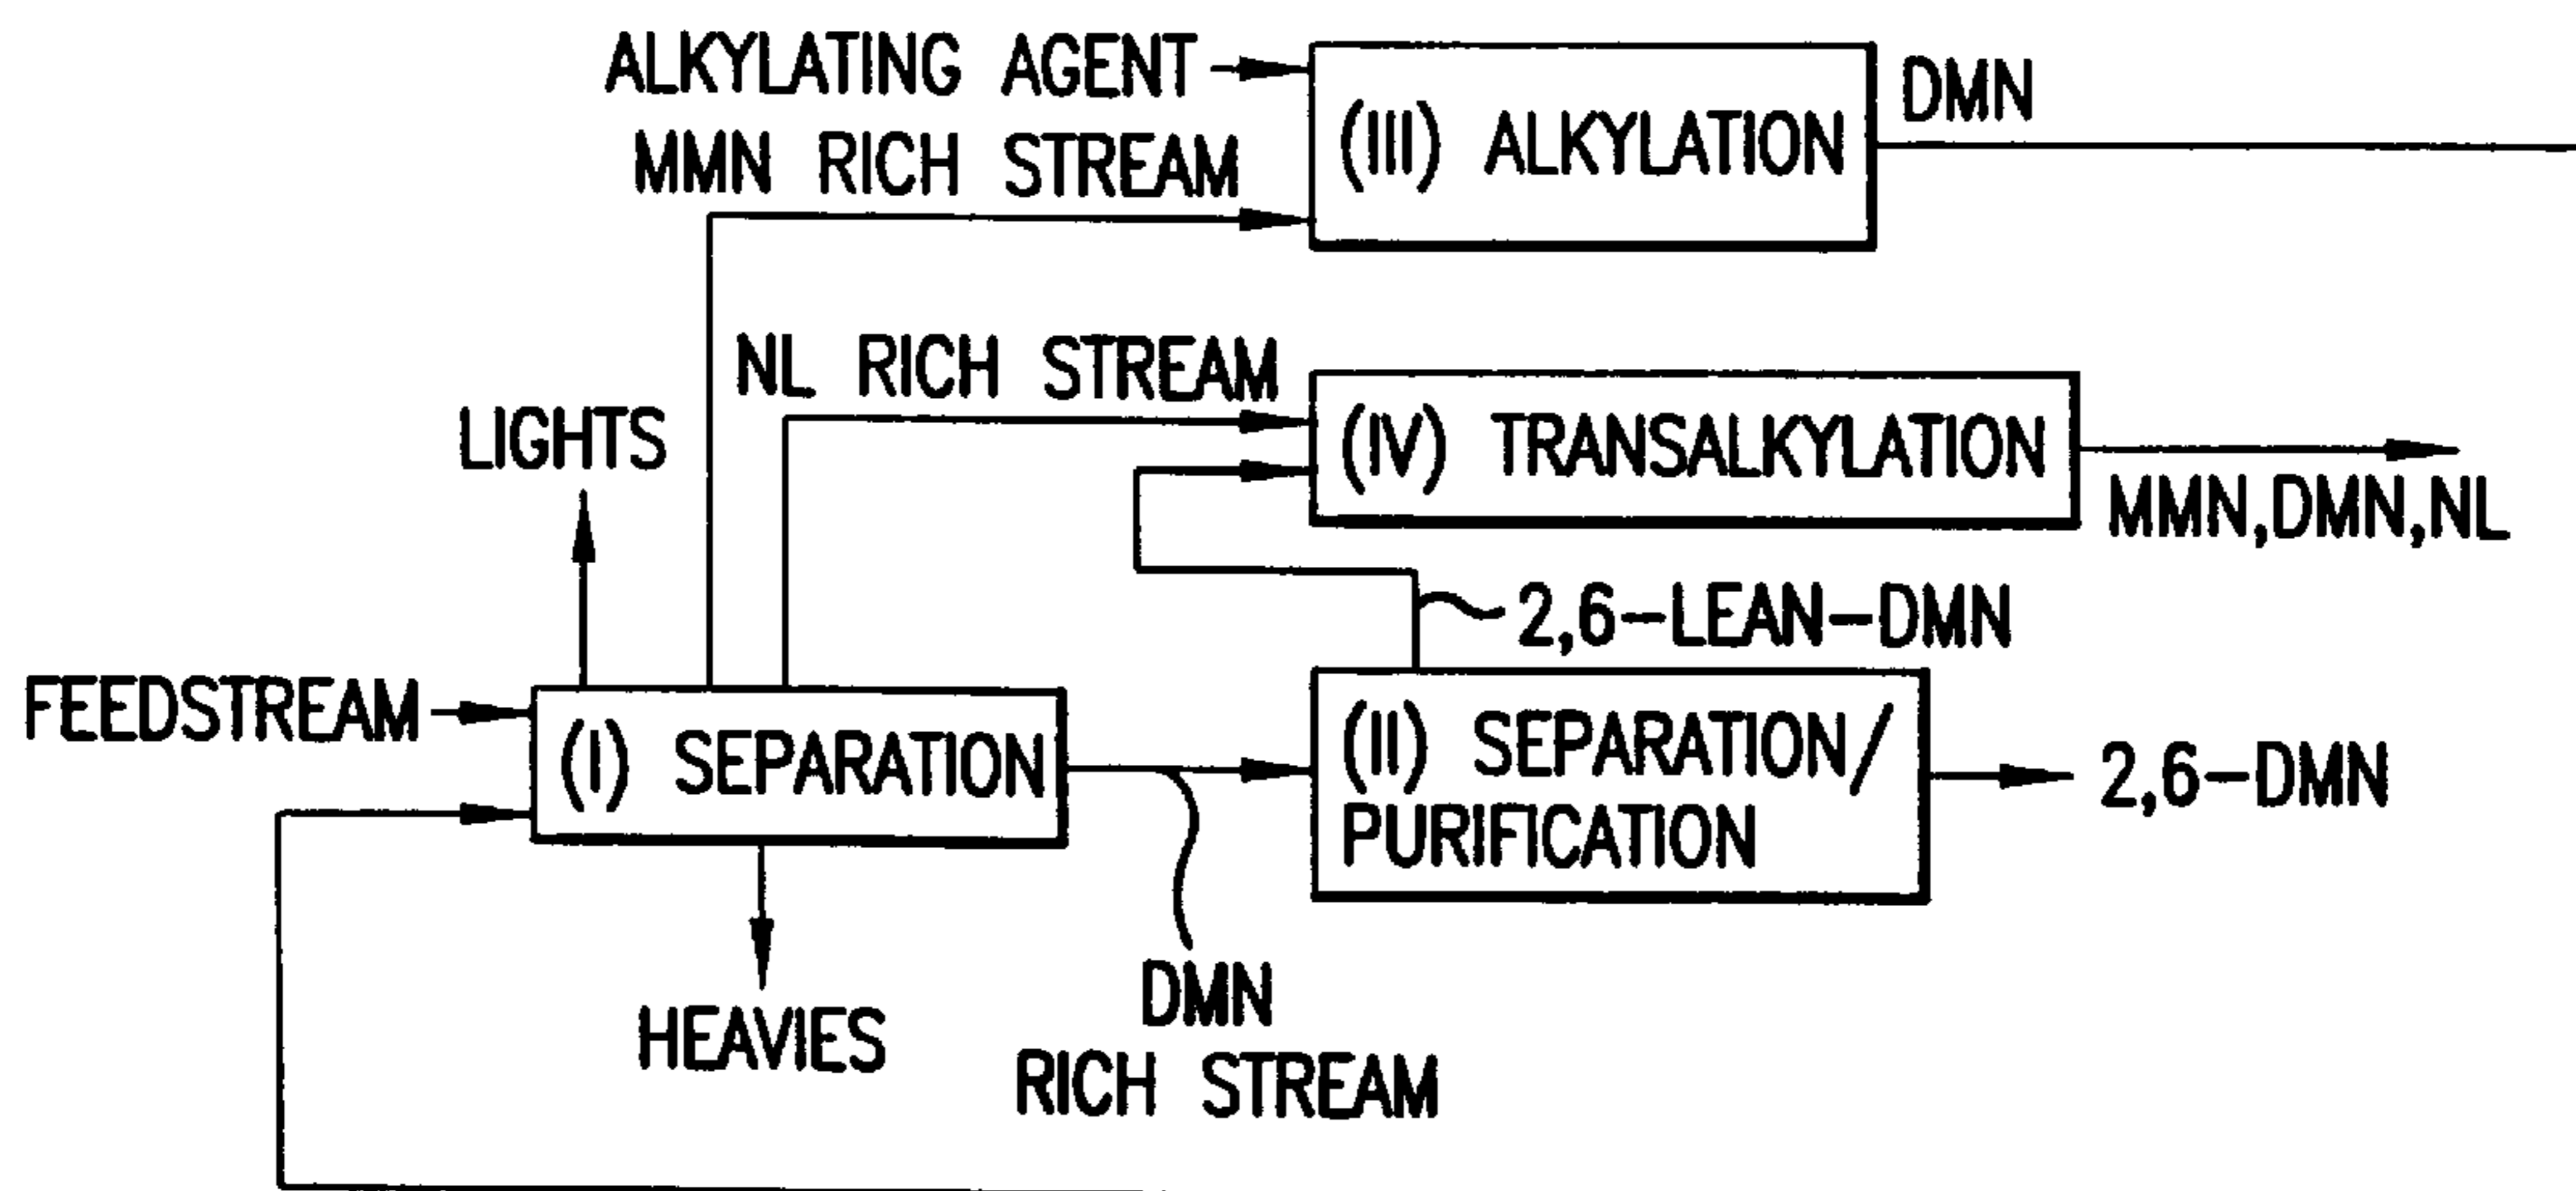 ALKYLATING AGENT
MMN RICH STREAM
(III) ALKYLATION
DMN
NL RICH STREAM
LIGHTS
(IV) TRANSALKYLATION
MMN,DMN,NL
2,6-LEAN-DMN
FEEDSTREAM
(I) SEPARATION
(II) SEPARATION/
PURIFICATION
2,6-DMN
HEAVIES
DMN
RICH STREAM